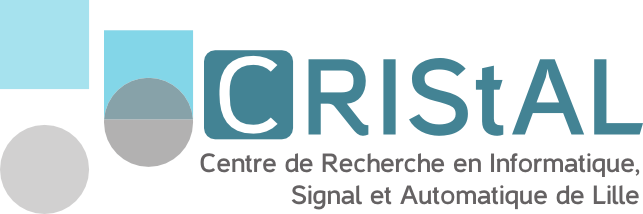 CRIStAL
Centre de Recherche en Informatique,
Signal et Automatique de Lille